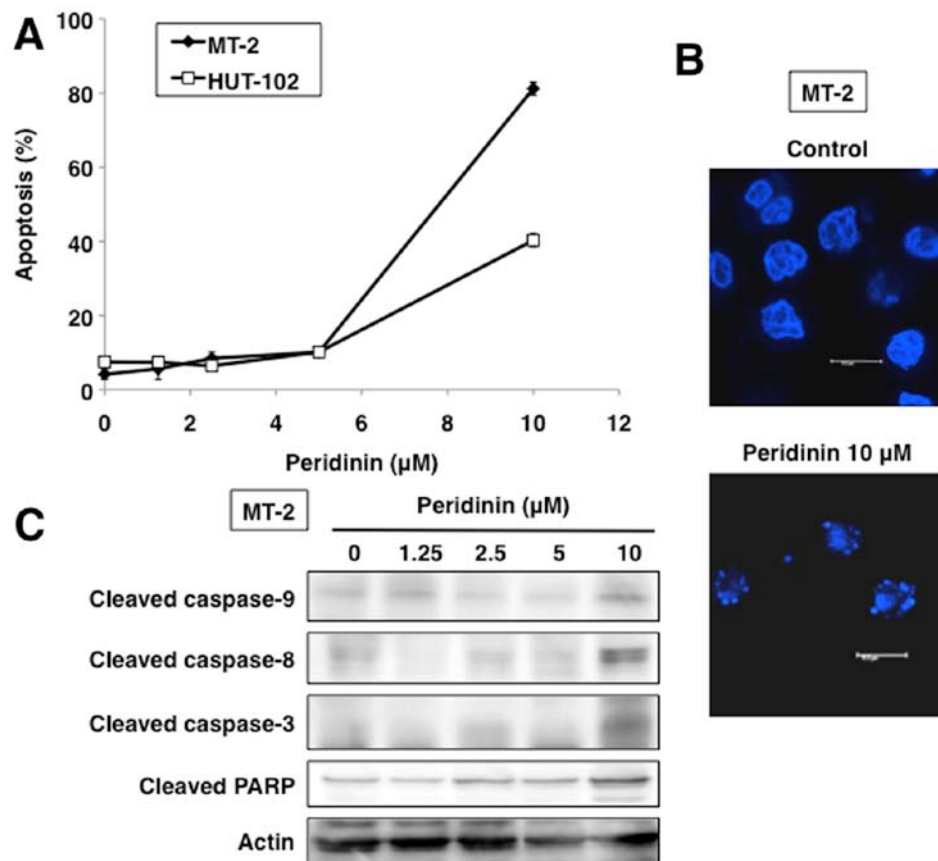 A
100
80
60
40
20
0
Apoptosis (%)
MT-2
HUT-102
0 2 4 6 8 10 12
Peridinin (µM)
B
MT-2
Control
Peridinin 10 µM
C
MT-2
Peridinin (µM)
0 1.25 2.5 5 10
Cleaved caspase-9
Cleaved caspase-8
Cleaved caspase-3
Cleaved PARP
Actin